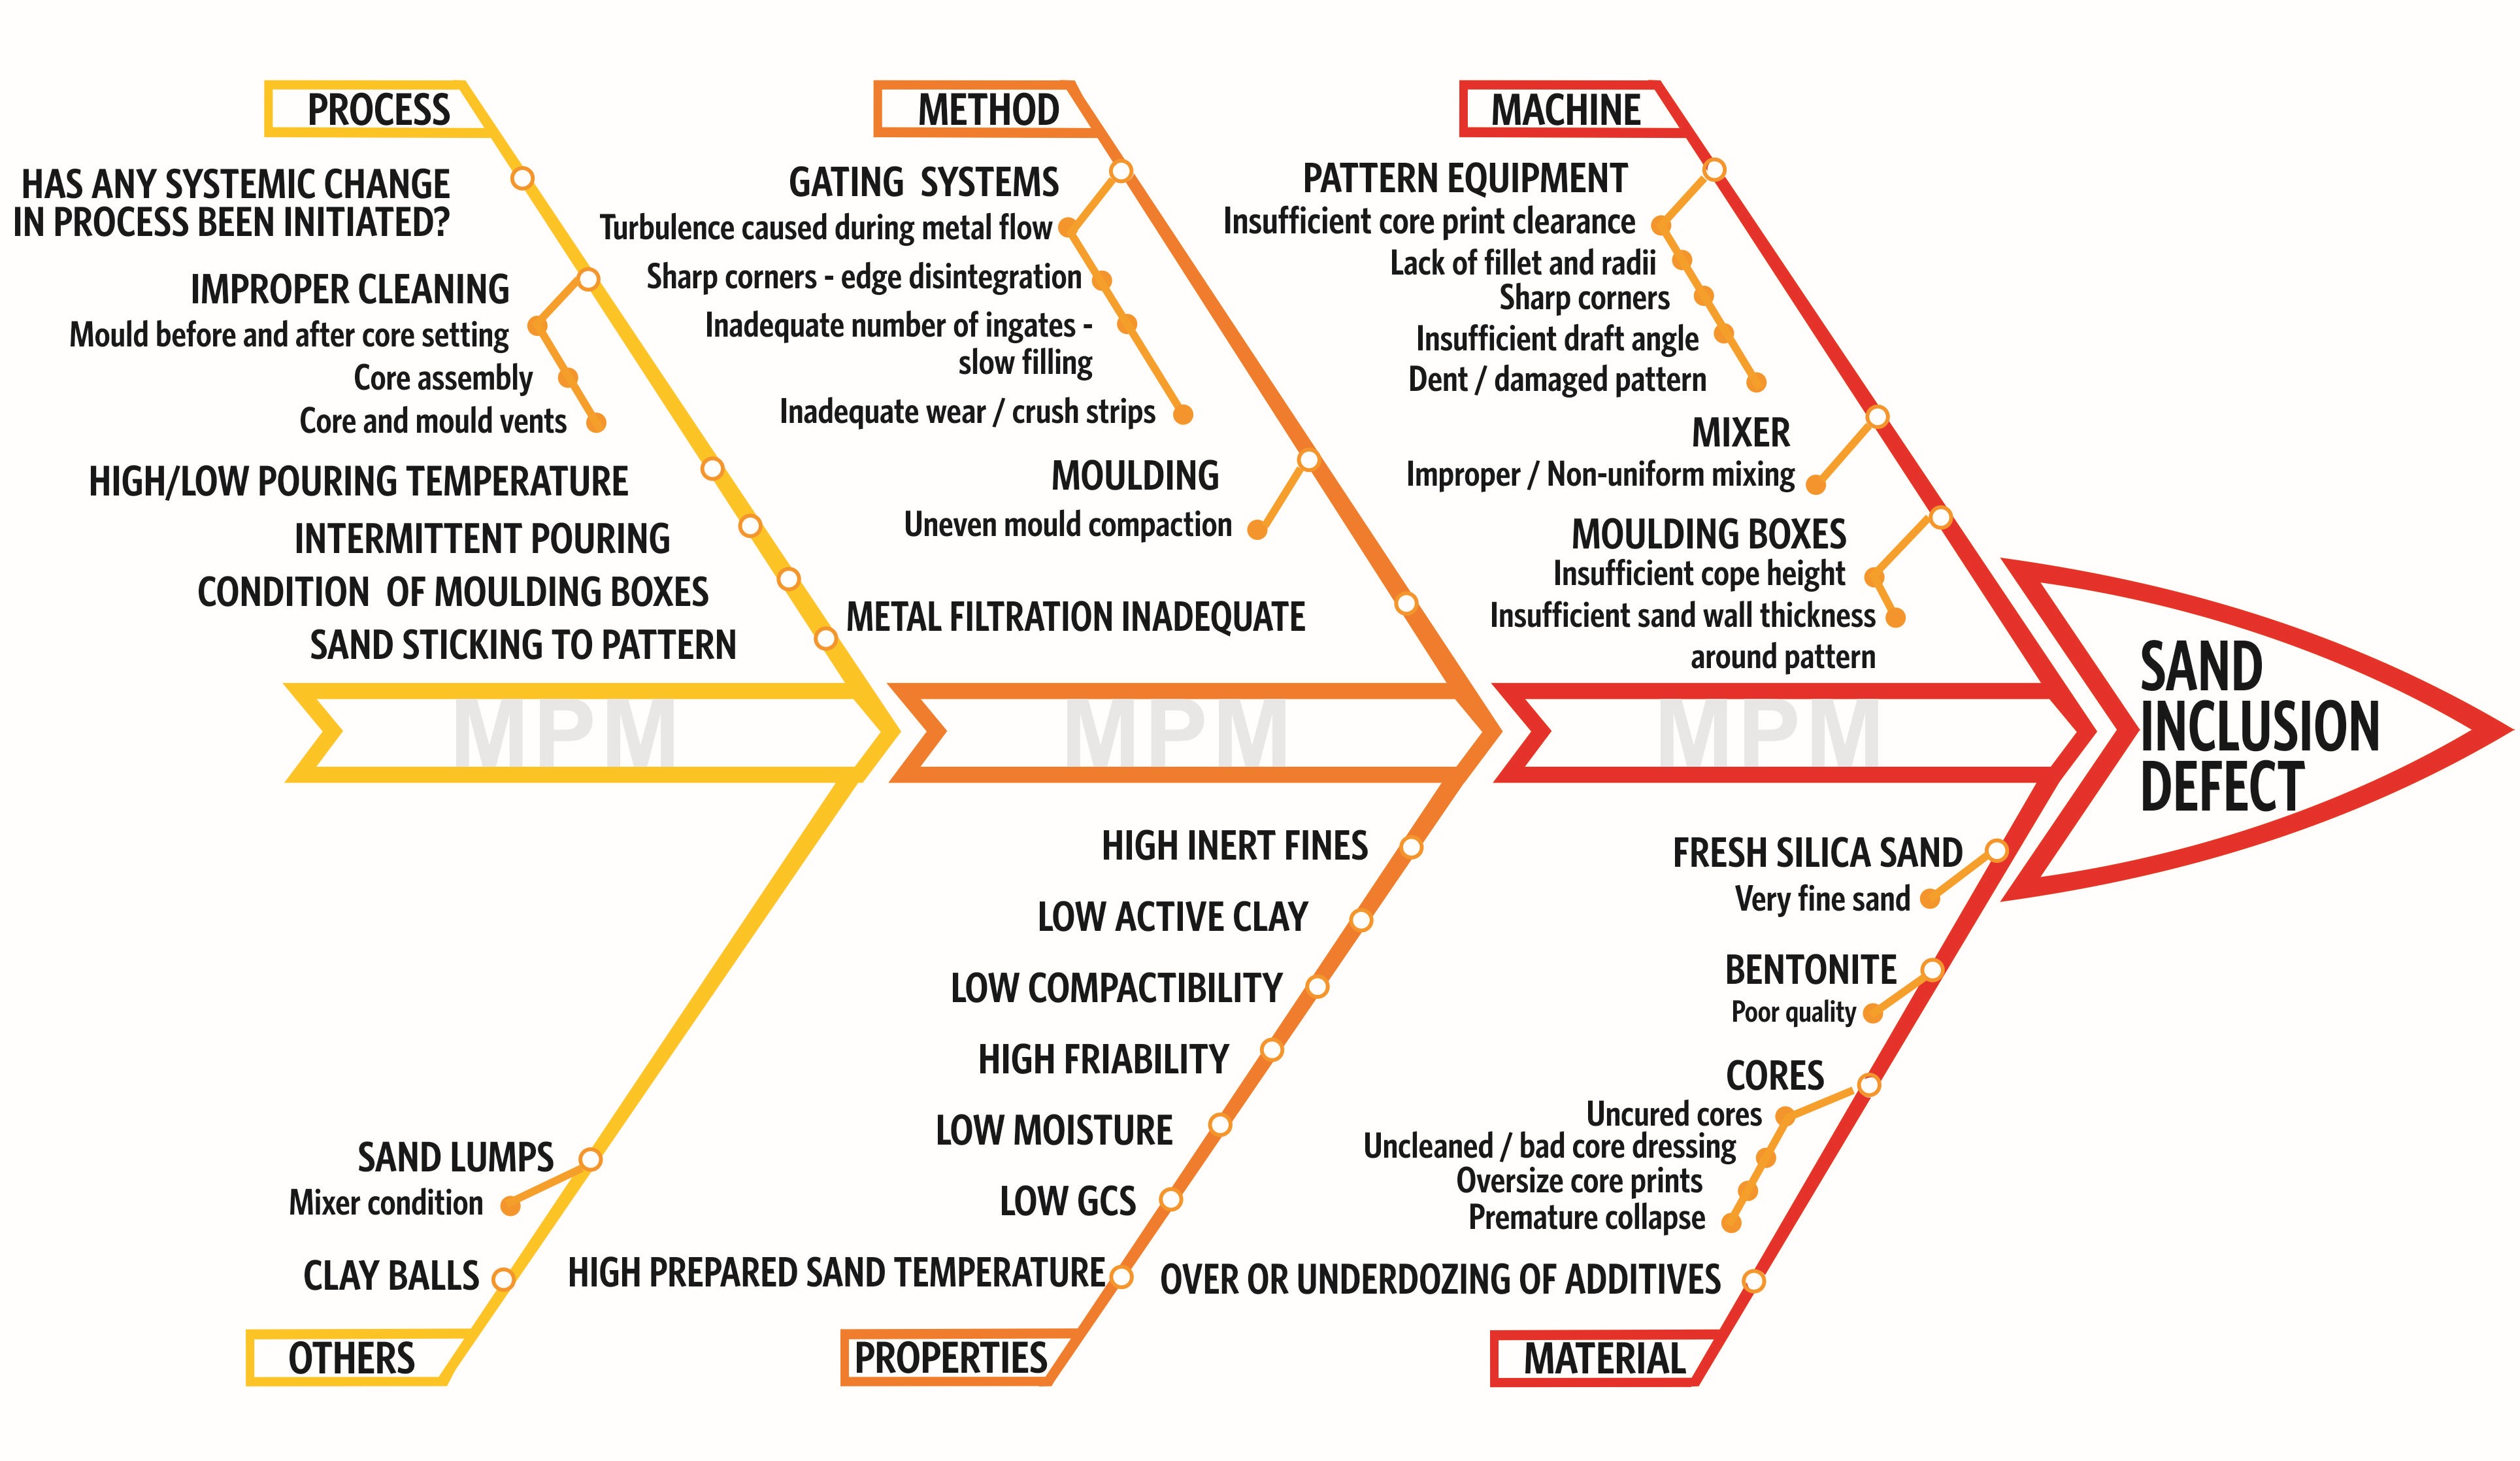 PROCESS
HAS ANY SYSTEMIC CHANGE
IN PROCESS BEEN INITIATED?
IMPROPER CLEANING
Mould before and after core setting
Core assembly
Core and mould vents
HIGH/LOW POURING TEMPERATURE
INTERMITTENT POURING
CONDITION OF MOULDING BOXES
SAND STICKING TO PATTERN
METHOD
GATING SYSTEMS
Turbulence caused during metal flow
Sharp corners - edge disintegration
Inadequate number of ingates -
slow filling
Inadequate wear / crush strips
MOULDING
Uneven mould compaction
METAL FILTRATION INADEQUATE
MACHINE
PATTERN EQUIPMENT
Insufficient core print clearance
Lack of fillet and radii
Sharp corners
Insufficient draft angle
Dent / damaged pattern
MIXER
Improper / Non-uniform mixing
MOULDING BOXES
Insufficient cope height
Insufficient sand wall thickness
around pattern
MPM
MPM
MPM
SAND
INCLUSION
DEFECT
SAND LUMPS
Mixer condition
CLAY BALLS
OTHERS
HIGH INERT FINES
LOW ACTIVE CLAY
LOW COMPACTIBILITY
HIGH FRIABILITY
LOW MOISTURE
LOW GCS
HIGH PREPARED SAND TEMPERATURE
PROPERTIES
FRESH SILICA SAND
Very fine sand
BENTONITE
Poor quality
CORES
Uncured cores
Uncleaned / bad core dressing
Oversize core prints
Premature collapse
OVER OR UNDERDOZING OF ADDITIVES
MATERIAL